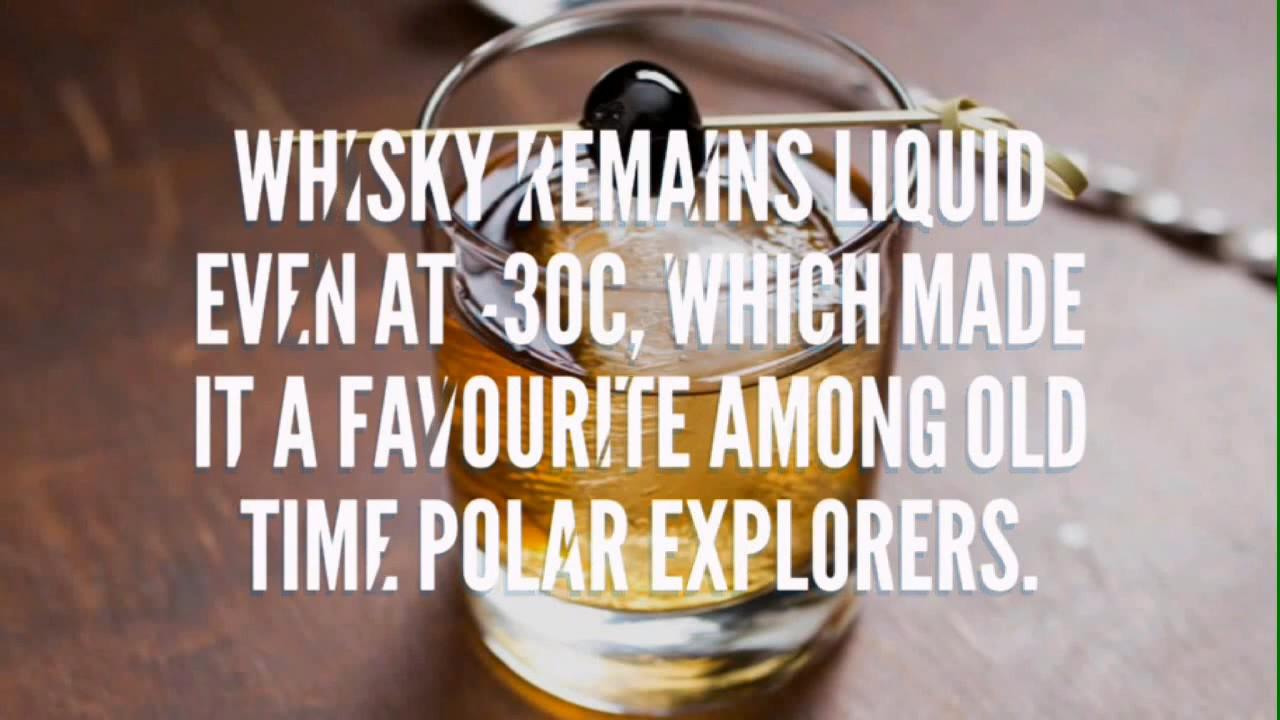 WHISKY REMAINS LIQUID
EVEN AT -30C, WHICH MADE
IT A FAVOURITE AMONG OLD
TIME POLAR EXPLORERS.